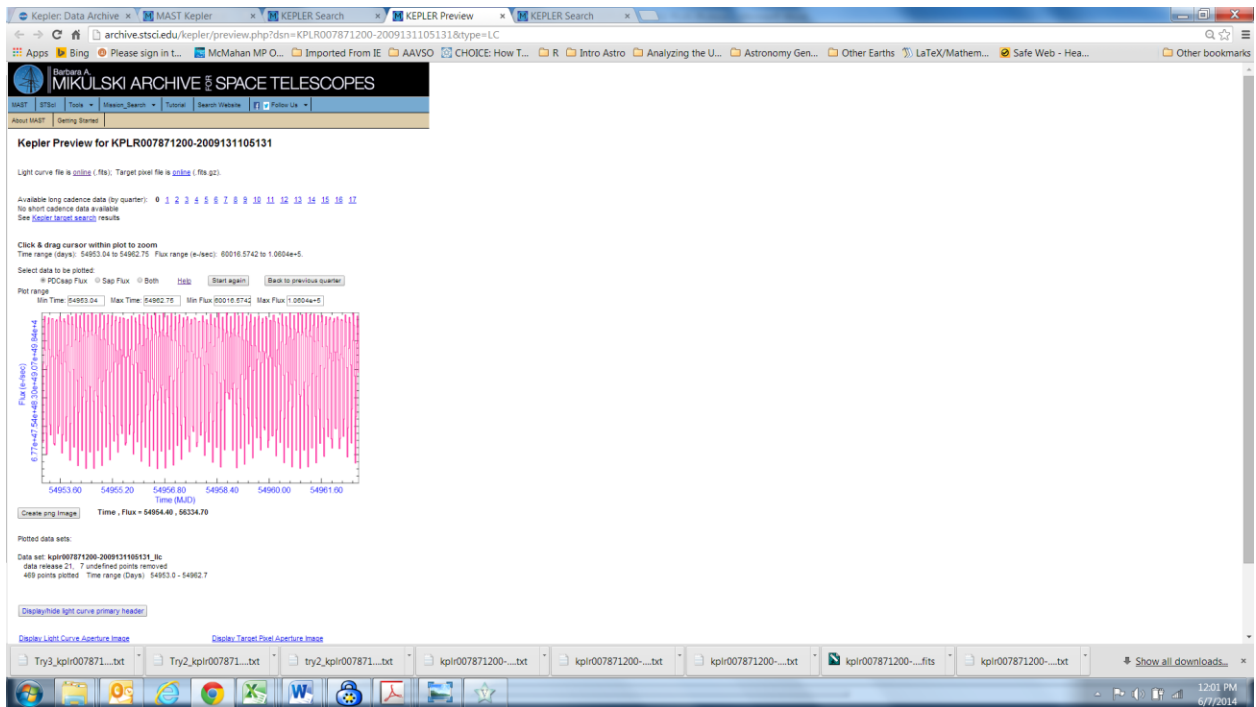 Kepler: Data Archive × MAST Kepler × KEPLER Search × KEPLER Preview × KEPLER Search ×
archive.stsci.edu/kepler/preview.php?dsn=KPLR007871200-2009131105131&type=LC
Apps Bing Please sign in t... McMahan MP O... Imported From IE AAVSO CHOICE: How T... R Intro Astro Analyzing the U... Astronomy Gen... Other Earths LaTeX/Mathem... Safe Web - Hea... Other bookmarks
Barbara A.
MIKULSKI ARCHIVE FOR SPACE TELESCOPES
MAST STScI Tools Mission_Search Tutorial Search Website Follow Us
About MAST Getting Started
Kepler Preview for KPLR007871200-2009131105131
Light curve file is online (.fits); Target pixel file is online (.fits.gz).
Available long cadence data (by quarter): 0 1 2 3 4 5 6 7 8 9 10 11 12 13 14 15 16 17
No short cadence data available
See Kepler target search results
Click & drag cursor within plot to zoom
Time range (days): 54953.04 to 54962.75 Flux range (e-/sec): 60016.5742 to 1.0604e+5.
Select data to be plotted:
PDCsap Flux Sap Flux Both Help Start again Back to previous quarter
Plot range
Min Time: 54953.04 Max Time: 54962.75 Min Flux 60016.5742 Max Flux 1.0604e+5
Flux (e-/sec)
6.77e+47.54e+48.30e+49.07e+49.84e+4
54953.60 54955.20 54956.80 54958.40 54960.00 54961.60
Time (MJD)
Create png Image Time , Flux = 54954.40 , 56334.70
Plotted data sets:
Data set: kplr007871200-2009131105131_llc
data release 21, 7 undefined points removed
469 points plotted Time range (Days) 54953.0 - 54962.7
Display/hide light curve primary header
Display Light Curve Aperture Image Display Target Pixel Aperture Image
Try3_kplr007871....txt Try2_kplr007871....txt try2_kplr007871....txt kplr007871200-....txt kplr007871200-....txt kplr007871200-....txt kplr007871200-....fits kplr007871200-....txt Show all downloads... ×
12:01 PM
6/7/2014